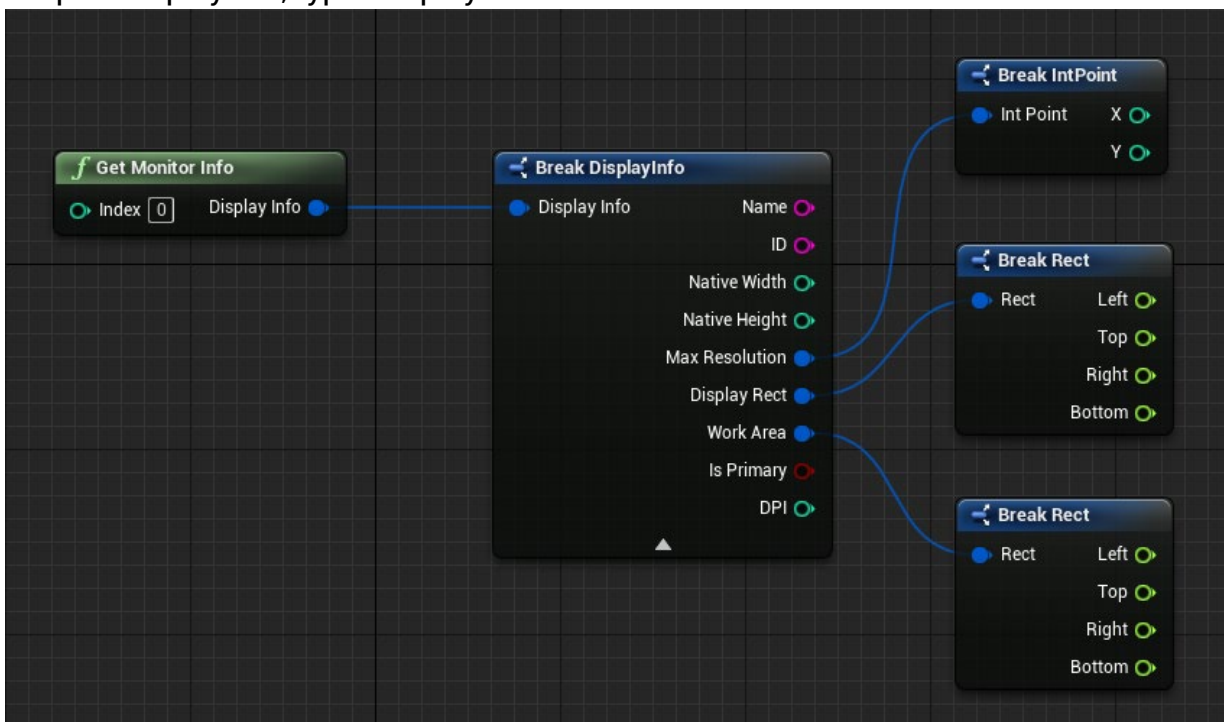 Get Monitor Info
Index 0 Display Info
Break DisplayInfo
Display Info Name
ID
Native Width
Native Height
Max Resolution
Display Rect
Work Area
Is Primary
DPI
Break IntPoint
Int Point X
Y
Break Rect
Rect Left
Top
Right
Bottom
Break Rect
Rect Left
Top
Right
Bottom